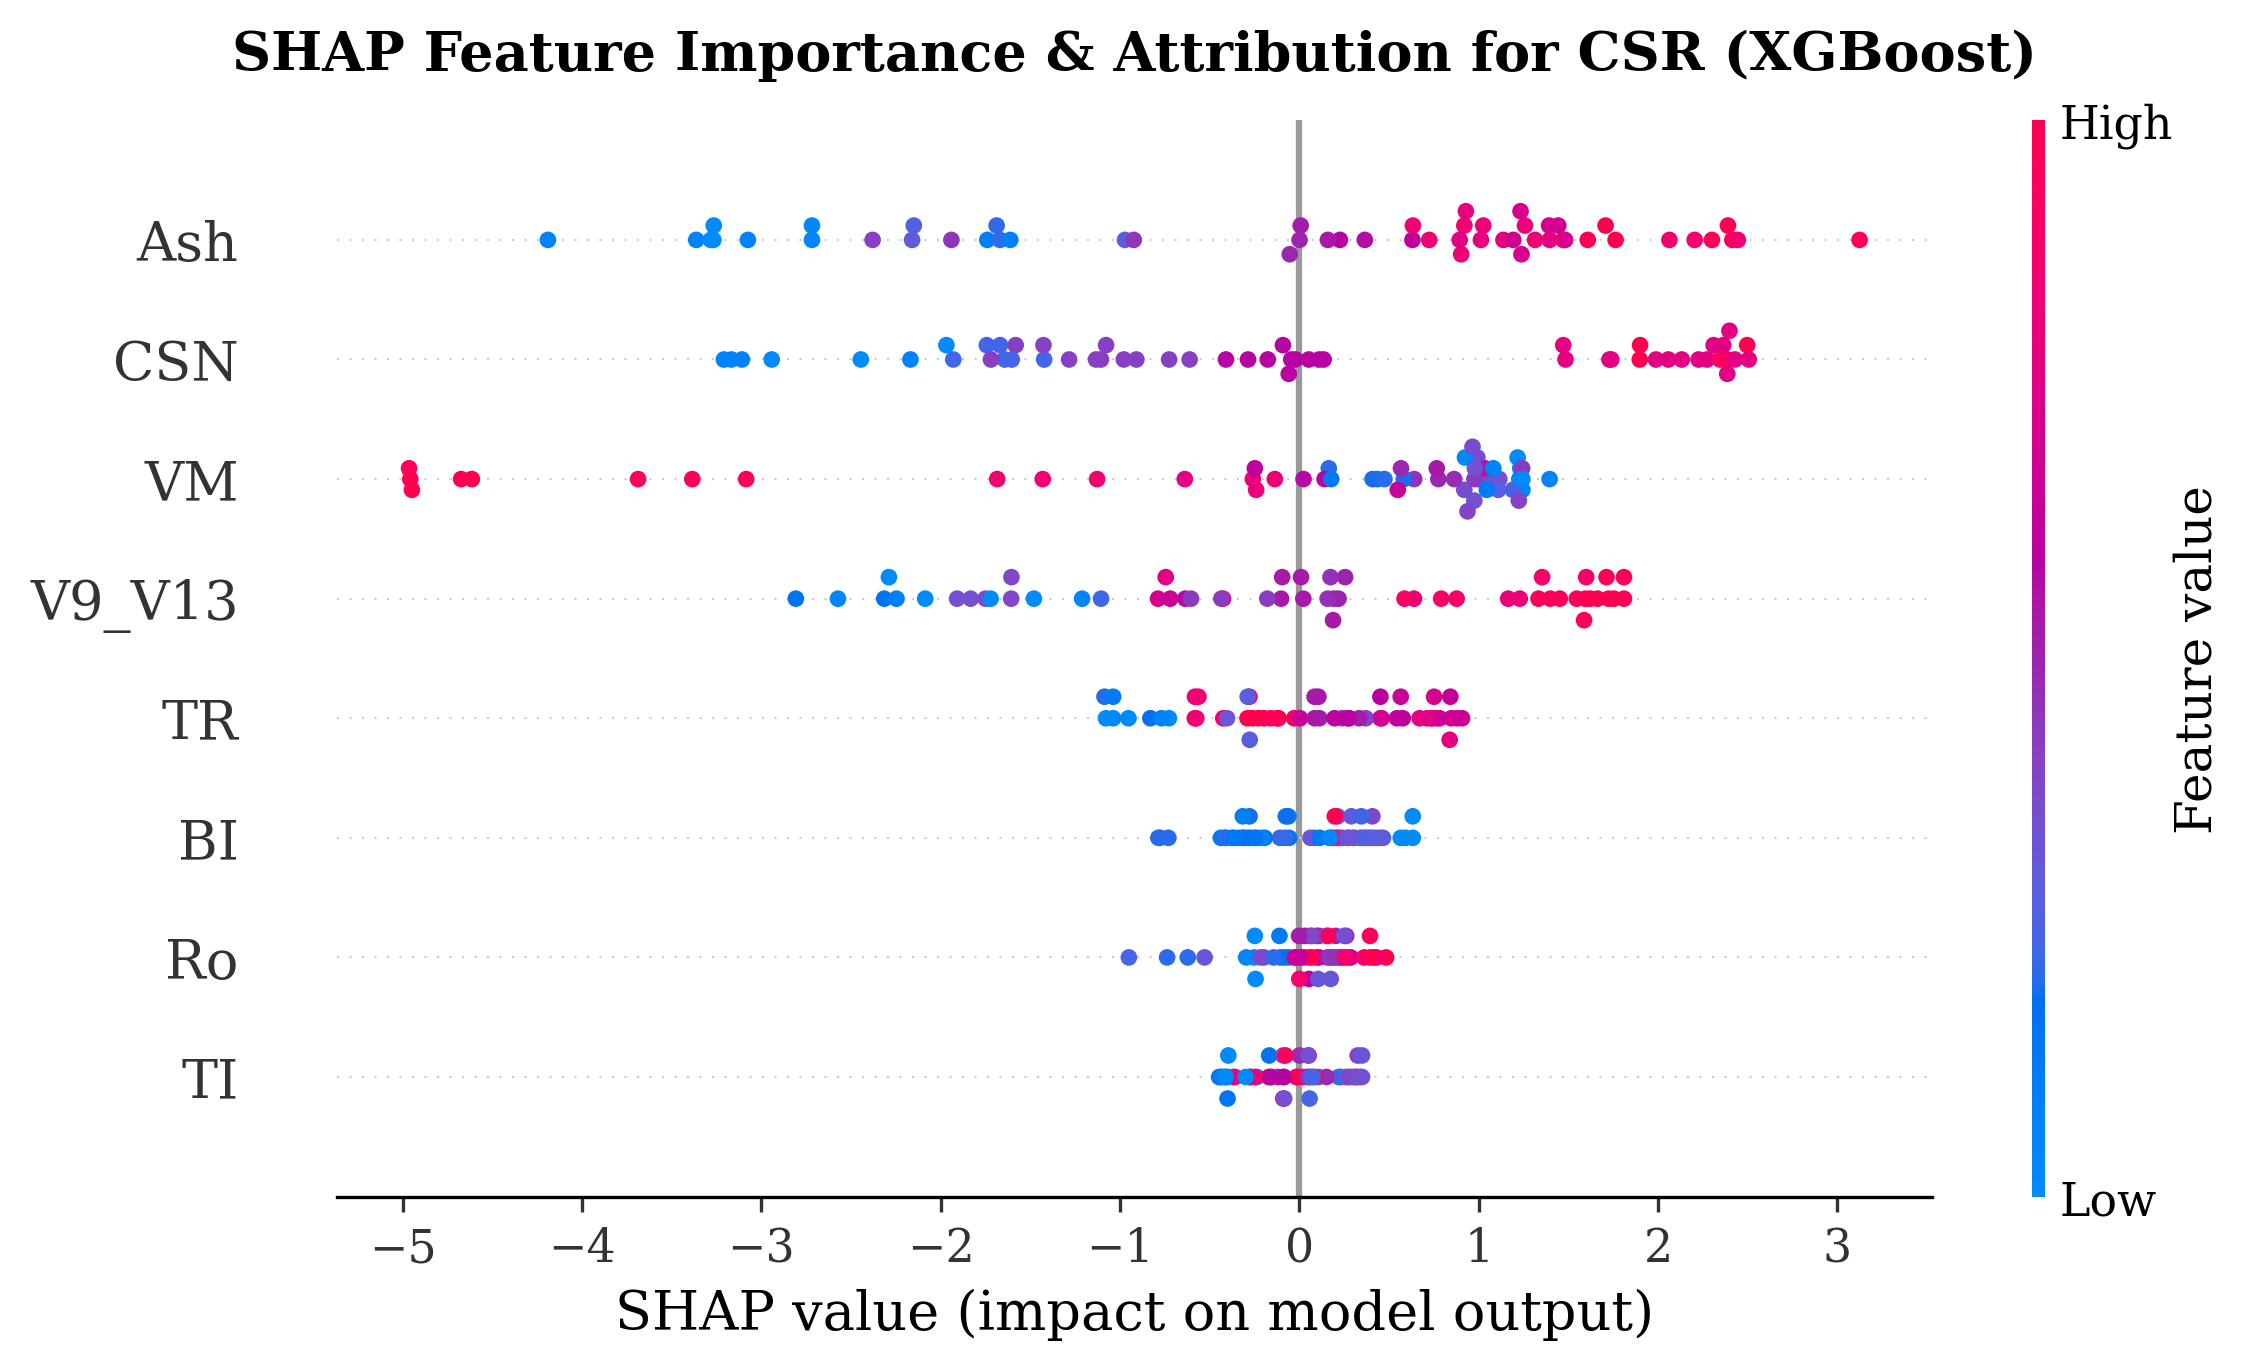 SHAP Feature Importance & Attribution for CSR (XGBoost)
High
Ash
CSN
VM
V9_V13
TR
BI
Ro
TI
Feature value
Low
−5 −4 −3 −2 −1 0 1 2 3
SHAP value (impact on model output)